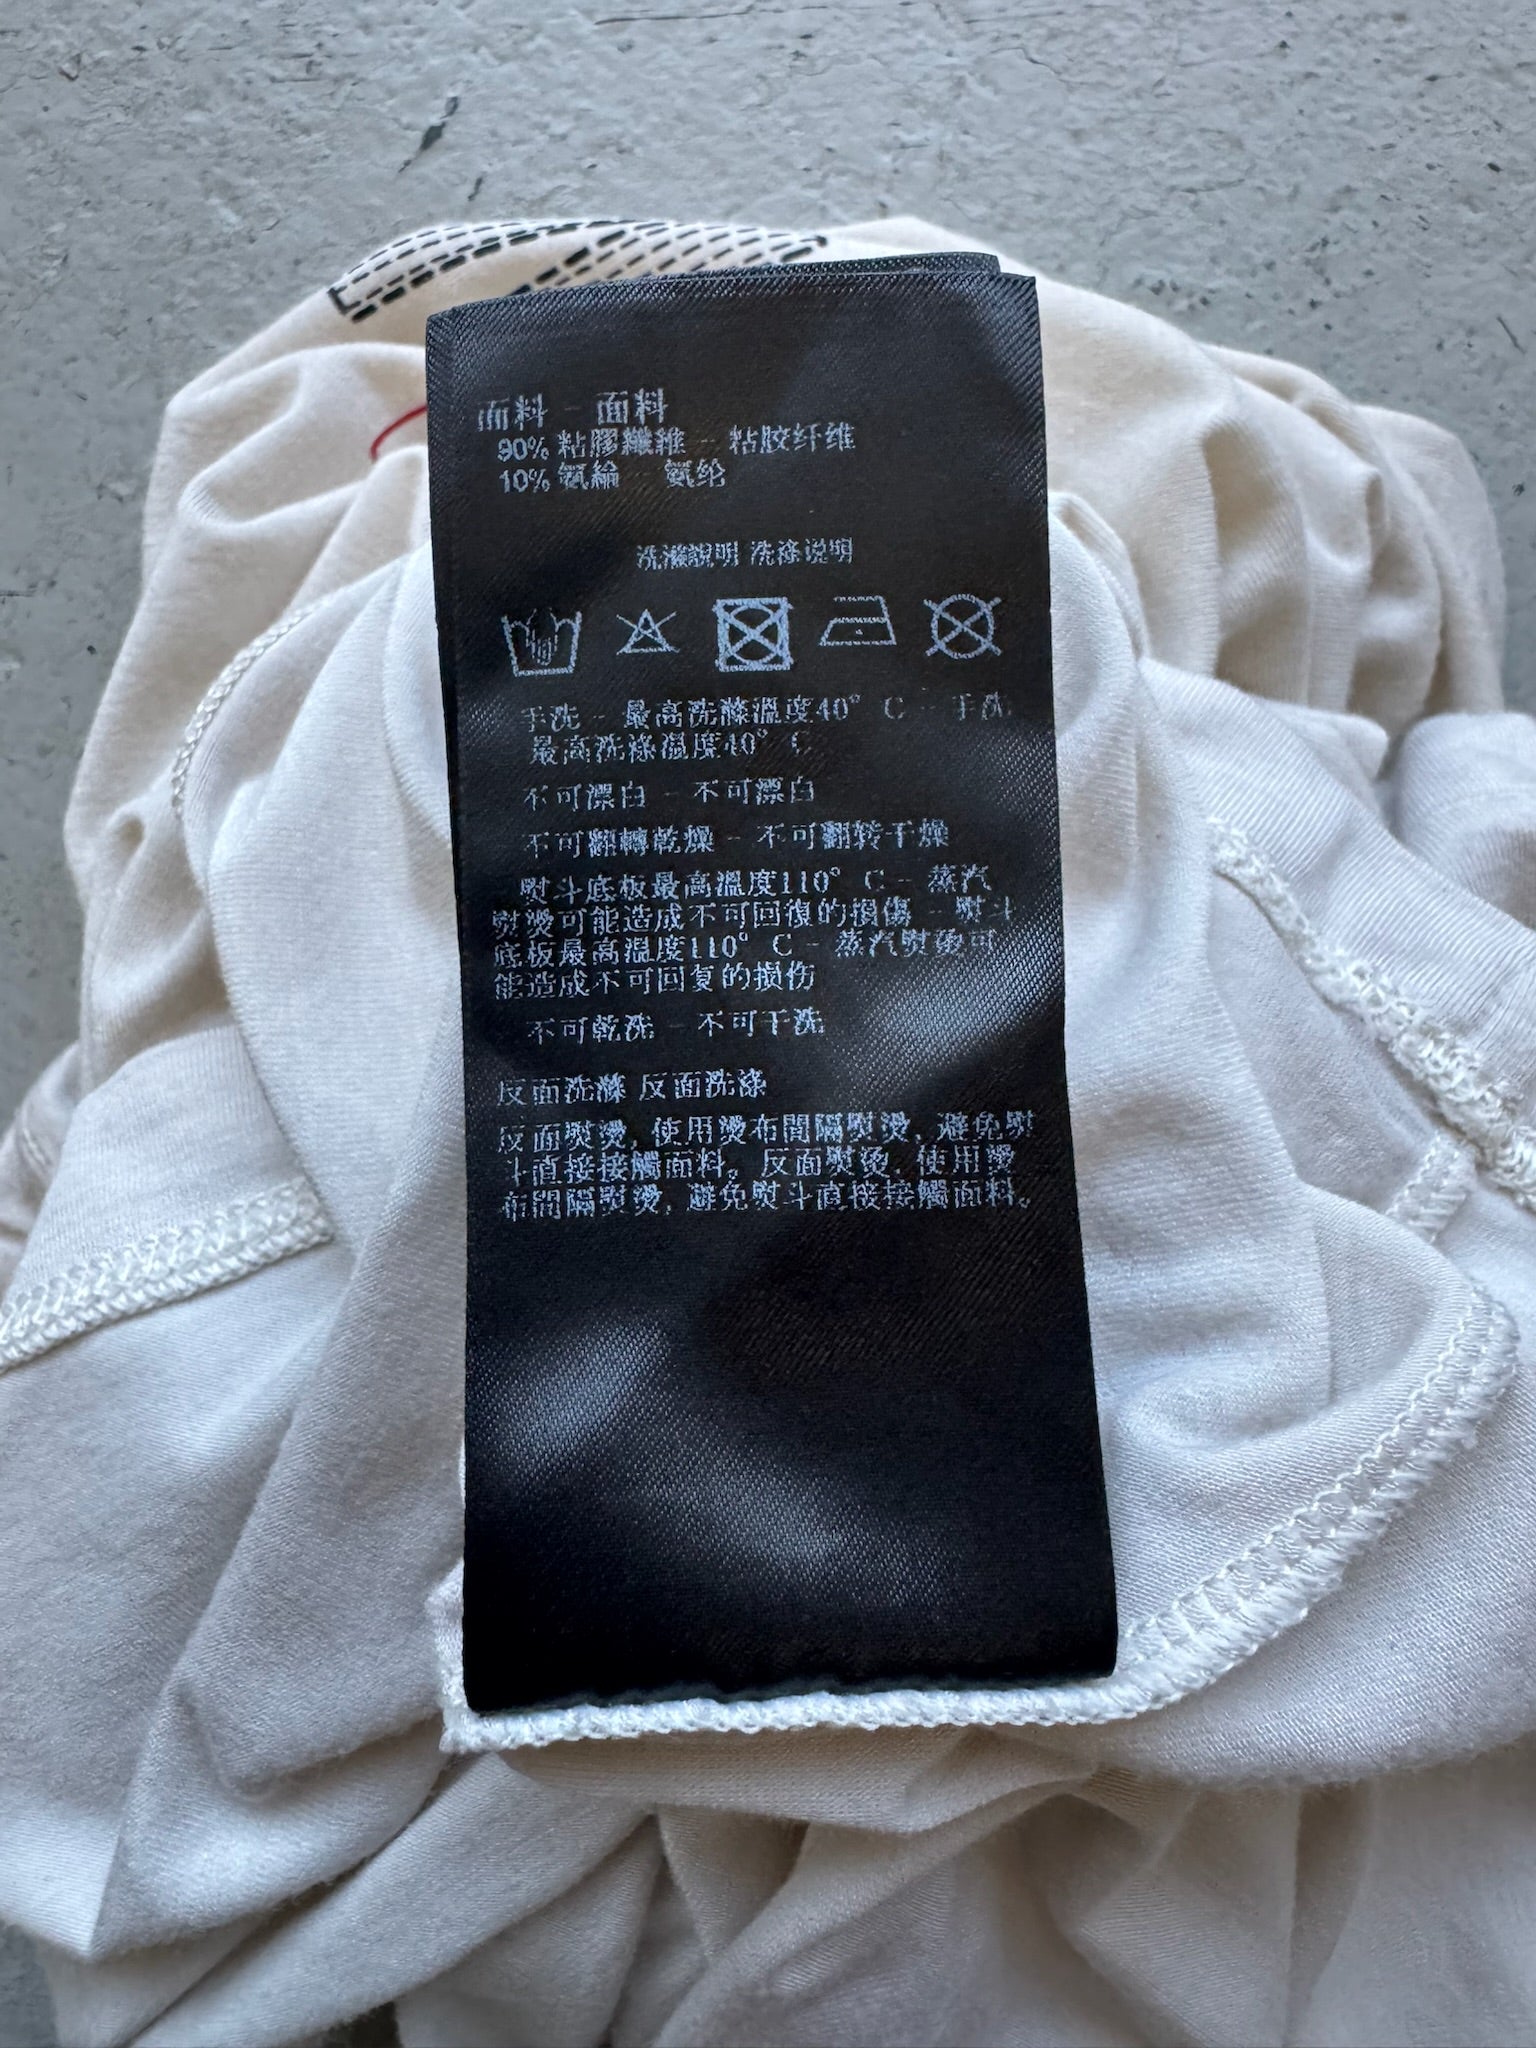 面料 - 面料
90% 粘膠纖維 - 粘胶纤维
10% 氨綸 氨纶
洗滌說明 洗涤说明
手洗 - 最高洗滌溫度40° C - 手洗
最高洗涤温度40° C
不可漂白 - 不可漂白
不可翻轉乾燥 - 不可翻转干燥
熨斗底板最高溫度110° C - 蒸汽
熨燙可能造成不可回復的損傷 - 熨斗
底板最高温度110° C - 蒸汽熨烫可
能造成不可回复的损伤
不可乾洗 - 不可干洗
反面洗滌 反面洗涤
反面熨燙, 使用燙布間隔熨燙, 避免熨
斗直接接觸面料。反面熨烫, 使用烫
布間隔熨烫, 避免熨斗直接接觸面料。